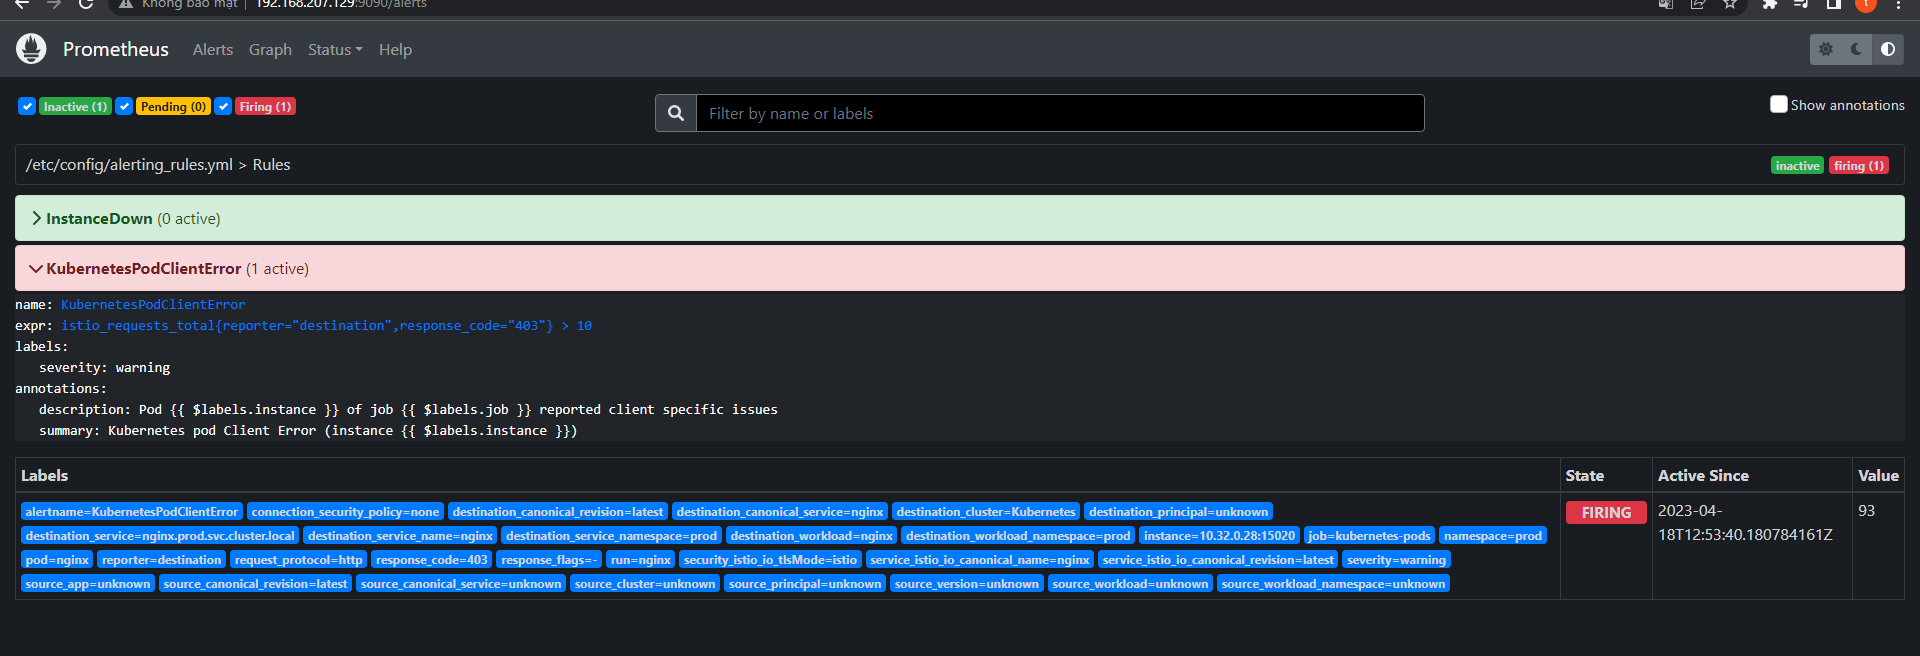 Không bảo mật | 192.168.207.129:9090/alerts
t
Prometheus Alerts Graph Status Help
Inactive (1) Pending (0) Firing (1)
Filter by name or labels
Show annotations
/etc/config/alerting_rules.yml > Rules
inactive firing (1)
InstanceDown (0 active)
KubernetesPodClientError (1 active)
name: KubernetesPodClientError
expr: istio_requests_total{reporter="destination",response_code="403"} > 10
labels:
severity: warning
annotations:
description: Pod {{ $labels.instance }} of job {{ $labels.job }} reported client specific issues
summary: Kubernetes pod Client Error (instance {{ $labels.instance }})
Labels State Active Since Value
alertname=KubernetesPodClientError connection_security_policy=none destination_canonical_revision=latest destination_canonical_service=nginx destination_cluster=Kubernetes destination_principal=unknown
destination_service=nginx.prod.svc.cluster.local destination_service_name=nginx destination_service_namespace=prod destination_workload=nginx destination_workload_namespace=prod instance=10.32.0.28:15020 job=kubernetes-pods namespace=prod
pod=nginx reporter=destination request_protocol=http response_code=403 response_flags=- run=nginx security_istio_io_tlsMode=istio service_istio_io_canonical_name=nginx service_istio_io_canonical_revision=latest severity=warning
source_app=unknown source_canonical_revision=latest source_canonical_service=unknown source_cluster=unknown source_principal=unknown source_version=unknown source_workload=unknown source_workload_namespace=unknown
FIRING
2023-04-
18T12:53:40.180784161Z
93